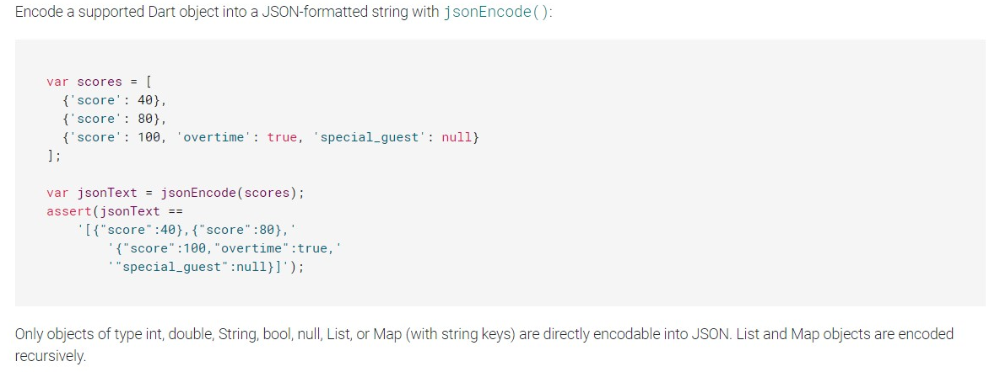 Encode a supported Dart object into a JSON-formatted string with jsonEncode():
var scores = [
  {'score': 40},
  {'score': 80},
  {'score': 100, 'overtime': true, 'special_guest': null}
];
var jsonText = jsonEncode(scores);
assert(jsonText ==
    '[{"score":40},{"score":80},'
        '{"score":100,"overtime":true,'
        '"special_guest":null}]');
Only objects of type int, double, String, bool, null, List, or Map (with string keys) are directly encodable into JSON. List and Map objects are encoded
recursively.